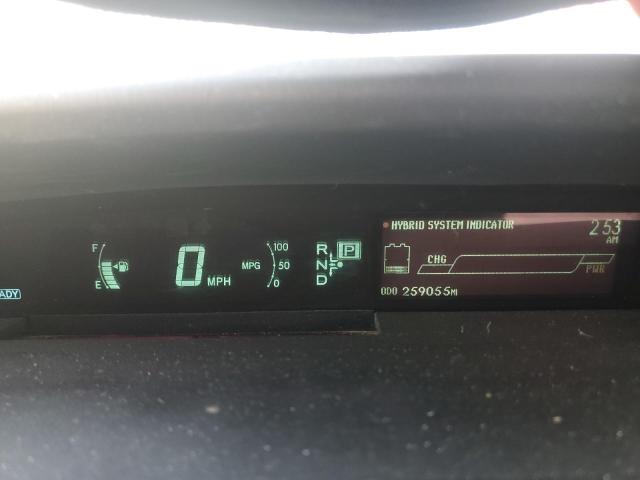 HYBRID SYSTEM INDICATOR 2:53
AM
F 0 MPH MPG 100 50 0 R P N D
E
CHG
PWR
ADY
ODO 259055MI